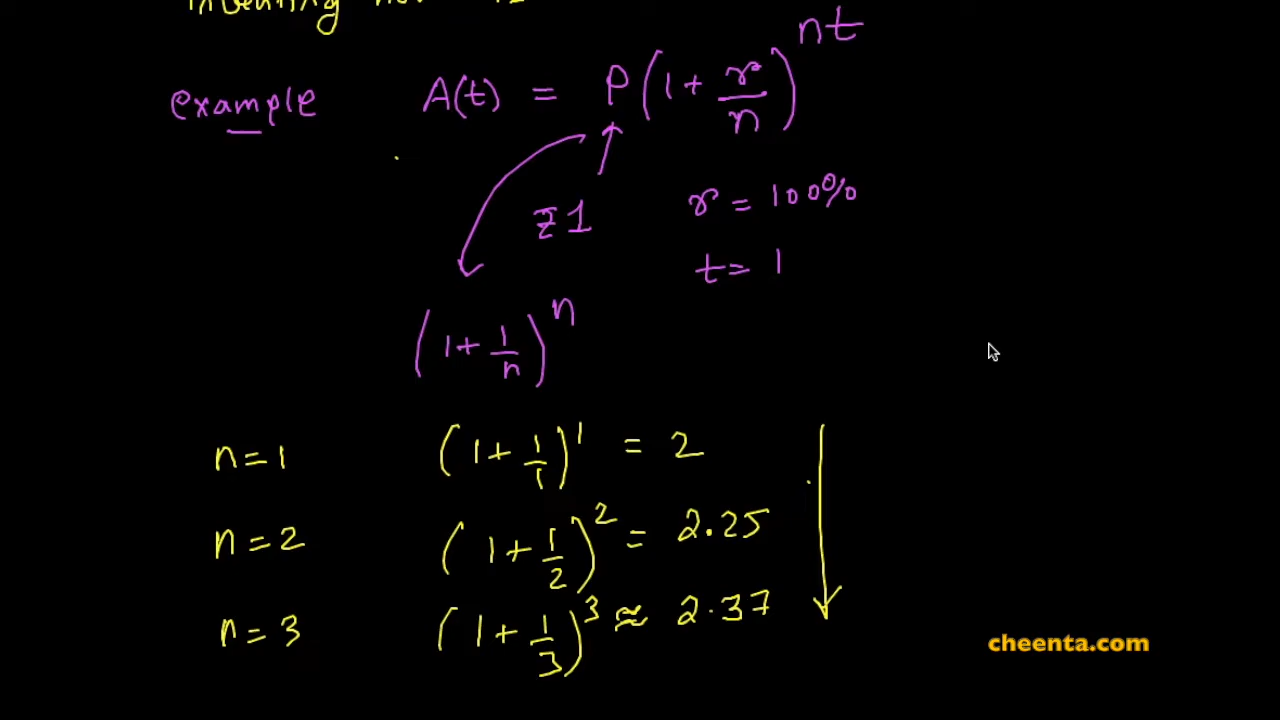 inventing
example A(t) = P(1 + r/n)^nt
r = 100%
t = 1
(1 + 1/n)^n
n = 1 (1 + 1/1)^1 = 2
n = 2 (1 + 1/2)^2 = 2.25
n = 3 (1 + 1/3)^3 ≈ 2.37
cheenta.com